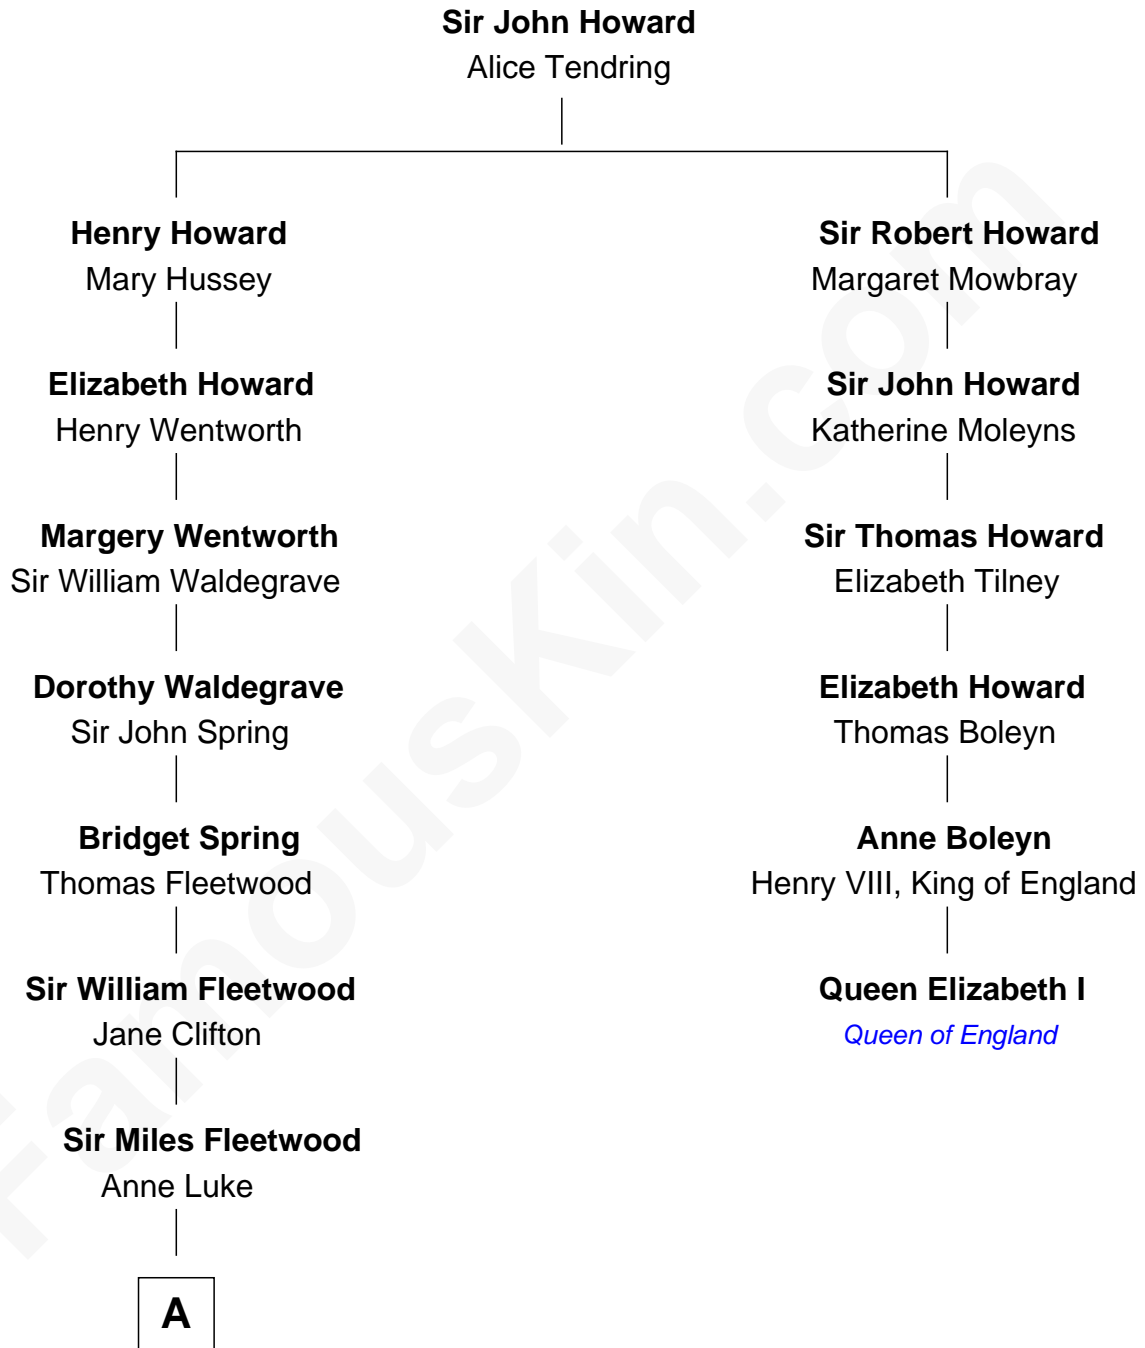 Sir John Howard
Alice Tendring
Henry Howard
Mary Hussey
Elizabeth Howard
Henry Wentworth
Margery Wentworth
Sir William Waldegrave
Dorothy Waldegrave
Sir John Spring
Bridget Spring
Thomas Fleetwood
Sir William Fleetwood
Jane Clifton
Sir Miles Fleetwood
Anne Luke
A
Sir Robert Howard
Margaret Mowbray
Sir John Howard
Katherine Moleyns
Sir Thomas Howard
Elizabeth Tilney
Elizabeth Howard
Thomas Boleyn
Anne Boleyn
Henry VIII, King of England
Queen Elizabeth I
Queen of England
FamousKin.com